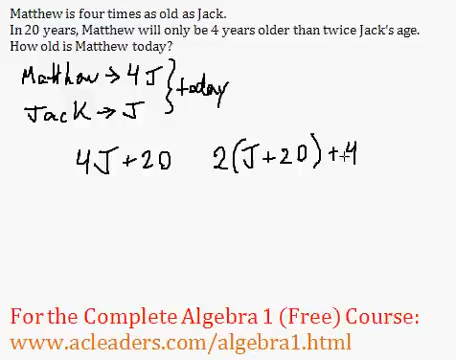 Matthew is four times as old as Jack.
In 20 years, Matthew will only be 4 years older than twice Jack's age.
How old is Matthew today?
Matthew → 4J } today
Jack → J
4J+20 2(J+20)+4
For the Complete Algebra 1 (Free) Course:
www.acleaders.com/algebra1.html